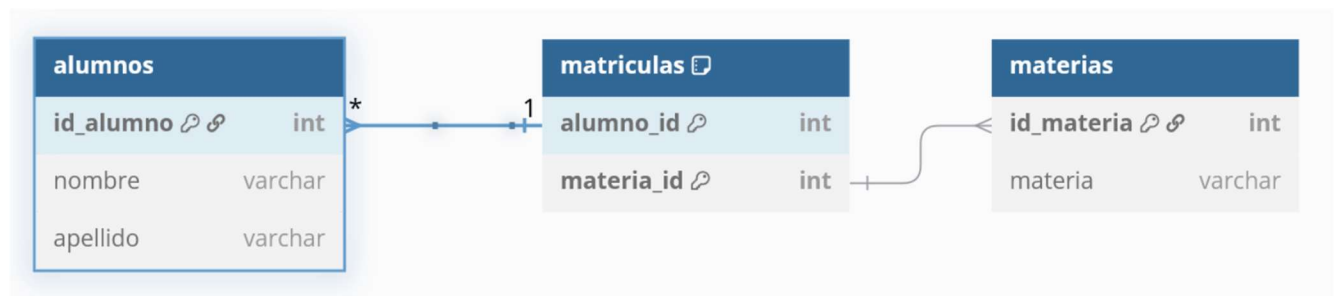 alumnos
id_alumno int
nombre varchar
apellido varchar
* 1
matriculas
alumno_id int
materia_id int
materias
id_materia int
materia varchar